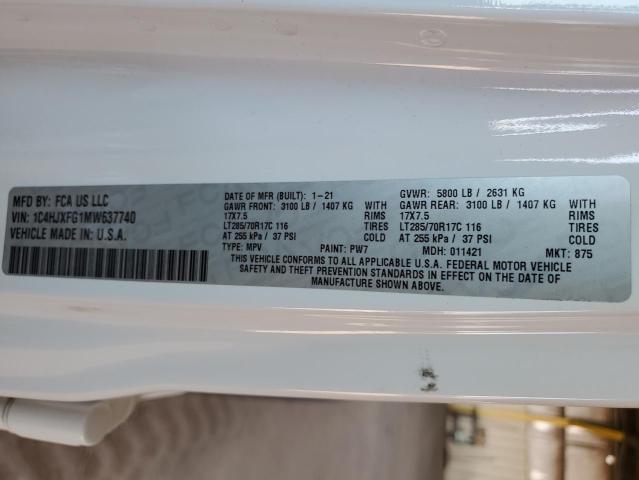 MFD BY: FCA US LLC
VIN: 1C4HJXFG1MW637740
VEHICLE MADE IN: U.S.A.
DATE OF MFR (BUILT): 1-21
GAWR FRONT: 3100 LB / 1407 KG WITH
17X7.5 RIMS
LT285/70R17C 116 TIRES
AT 255 kPa / 37 PSI COLD
GVWR: 5800 LB / 2631 KG
GAWR REAR: 3100 LB / 1407 KG WITH
17X7.5 RIMS
LT285/70R17C 116 TIRES
AT 255 kPa / 37 PSI COLD
TYPE: MPV PAINT: PW7 MDH: 011421 MKT: 875
THIS VEHICLE CONFORMS TO ALL APPLICABLE U.S.A. FEDERAL MOTOR VEHICLE
SAFETY AND THEFT PREVENTION STANDARDS IN EFFECT ON THE DATE OF
MANUFACTURE SHOWN ABOVE.